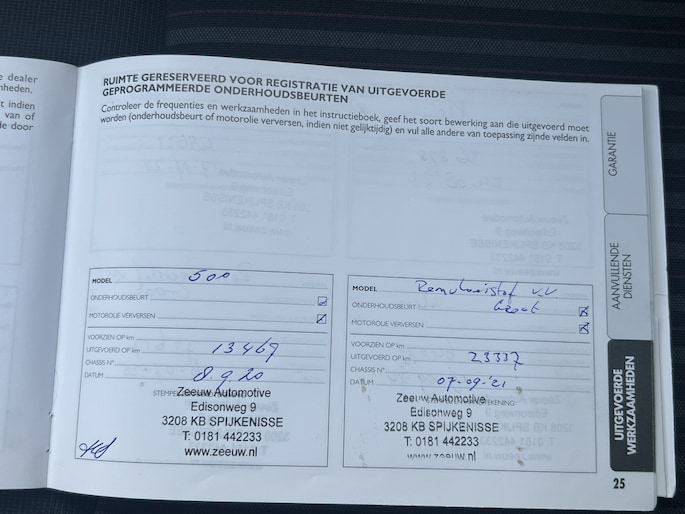 e dealer
nheden,
t indien
van of
de door
RUIMTE GERESERVEERD VOOR REGISTRATIE VAN UITGEVOERDE
GEPROGRAMMEERDE ONDERHOUDSBEURTEN
Controleer de frequenties en werkzaamheden in het instructieboek, geef het soort bewerking aan die uitgevoerd moet
worden (onderhoudsbeurt of motorolie verversen, indien niet gelijktijdig) en vul alle andere van toepassing zijnde velden in.
GARANTIE
AANVULLENDE
DIENSTEN
UITGEVOERDE
WERKZAAMHEDEN
MODEL 500
ONDERHOUDSBEURT
MOTOROLIE VERVERSEN
VOORZIEN OP km
UITGEVOERD OP km 13469
CHASSIS N°
DATUM 8.9.20
Zeeuw Automotive
Edisonweg 9
3208 KB SPIJKENISSE
T: 0181 442233
www.zeeuw.nl
MODEL Remvloeistof v.v.
ONDERHOUDSBEURT Groot
MOTOROLIE VERVERSEN
VOORZIEN OP km
UITGEVOERD OP km 23337
CHASSIS N°
DATUM 07-09-'21
Zeeuw Automotive
Edisonweg 9
3208 KB SPIJKENISSE
T: 0181 442233
www.zeeuw.nl
25